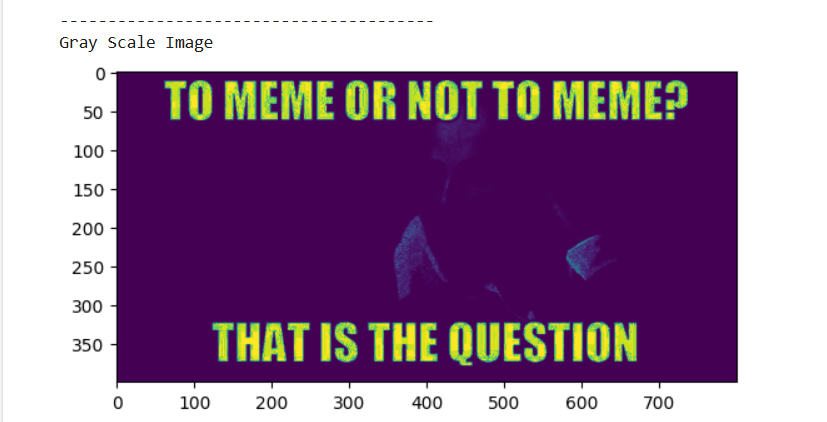 ----------------------------------------
Gray Scale Image
TO MEME OR NOT TO MEME?
THAT IS THE QUESTION
0
50
100
150
200
250
300
350
0 100 200 300 400 500 600 700